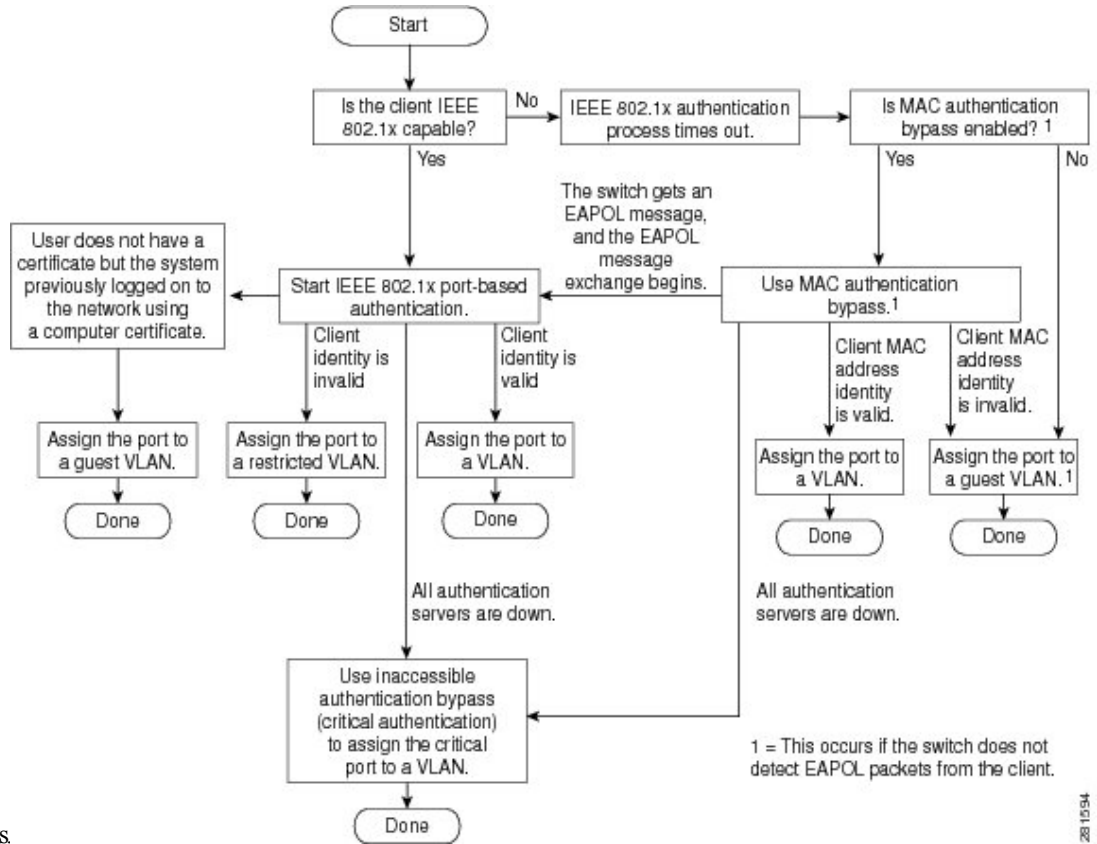 Start
Is the client IEEE
802.1x capable?
No
IEEE 802.1x authentication
process times out.
Is MAC authentication
bypass enabled? 1
Yes
Yes
No
The switch gets an
EAPOL message,
and the EAPOL
message
exchange begins.
User does not have a
certificate but the system
previously logged on to
the network using
a computer certificate.
Start IEEE 802.1x port-based
authentication.
Use MAC authentication
bypass.1
Client
identity is
invalid
Client
identity is
valid
Client MAC
address
identity
is valid.
Client MAC
address
identity
is invalid.
Assign the port to
a guest VLAN.
Assign the port to
a restricted VLAN.
Assign the port to
a VLAN.
Assign the port to
a VLAN.
Assign the port to
a guest VLAN.1
Done
Done
Done
Done
Done
All authentication
servers are down.
All authentication
servers are down.
Use inaccessible
authentication bypass
(critical authentication)
to assign the critical
port to a VLAN.
1 = This occurs if the switch does not
detect EAPOL packets from the client.
Done
281594
s.